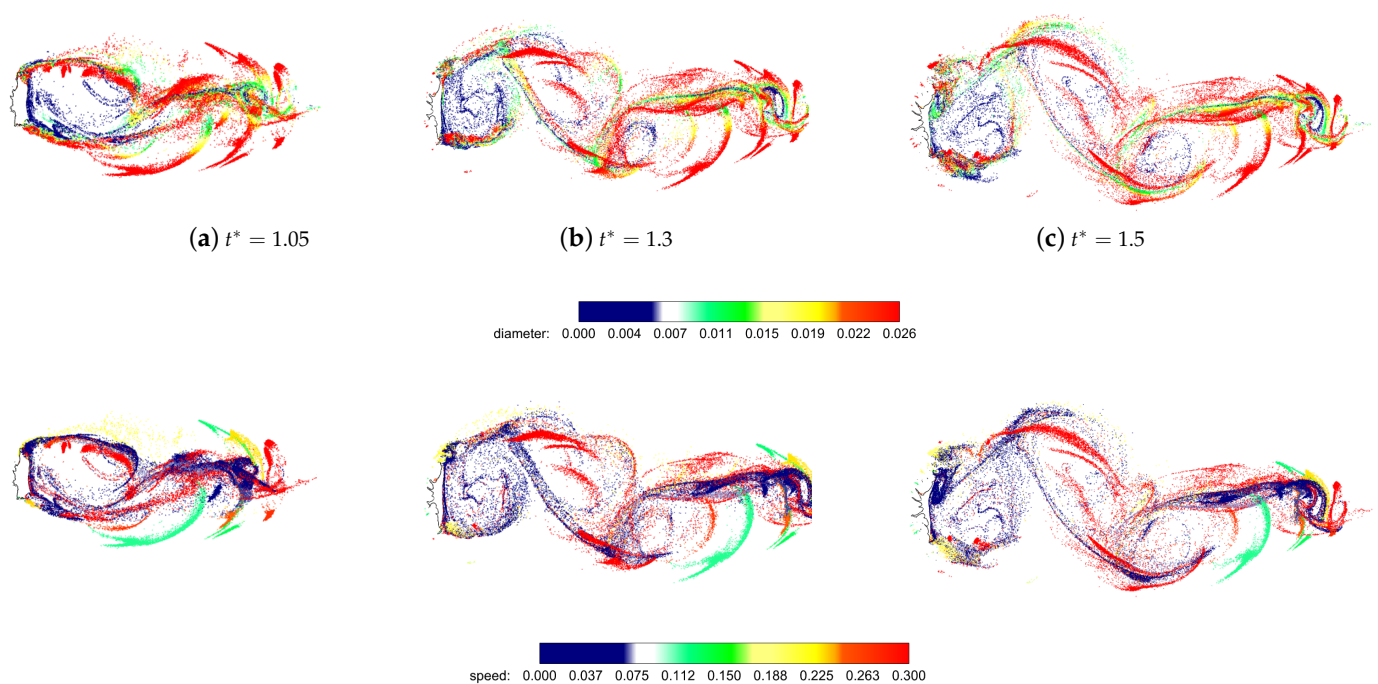 (a) t* = 1.05
(b) t* = 1.3
(c) t* = 1.5
diameter: 0.000 0.004 0.007 0.011 0.015 0.019 0.022 0.026
speed: 0.000 0.037 0.075 0.112 0.150 0.188 0.225 0.263 0.300